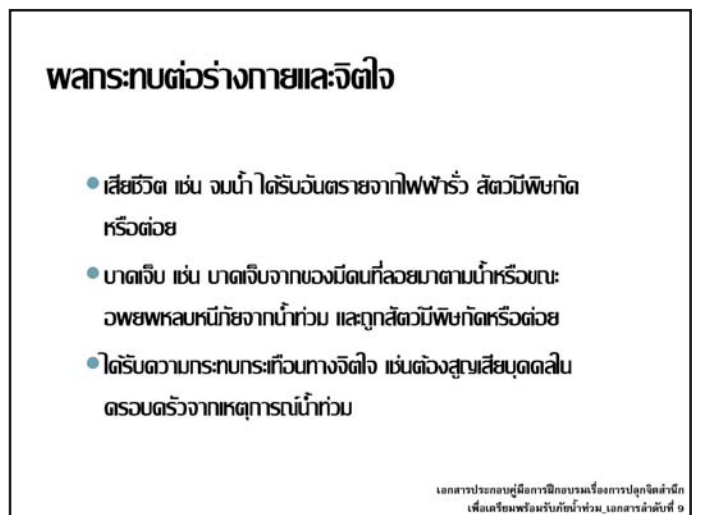 ผลกระทบต่อร่างกายและจิตใจ
เสียชีวิต เช่น จมน้ำ ได้รับอันตรายจากไฟฟ้ารั่ว สัตว์มีพิษกัด
หรือต่อย
บาดเจ็บ เช่น บาดเจ็บจากของมีคมที่ลอยมาตามน้ำหรือขณะ
อพยพหลบหนีภัยจากน้ำท่วม และถูกสัตว์มีพิษกัดหรือต่อย
ได้รับความกระทบกระเทือนทางจิตใจ เช่นต้องสูญเสียบุคคลใน
ครอบครัวจากเหตุการณ์น้ำท่วม
เอกสารประกอบคู่มือการฝึกอบรมเรื่องการปลุกจิตสำนึก
เพื่อเตรียมพร้อมรับภัยน้ำท่วม_เอกสารลำดับที่ 9